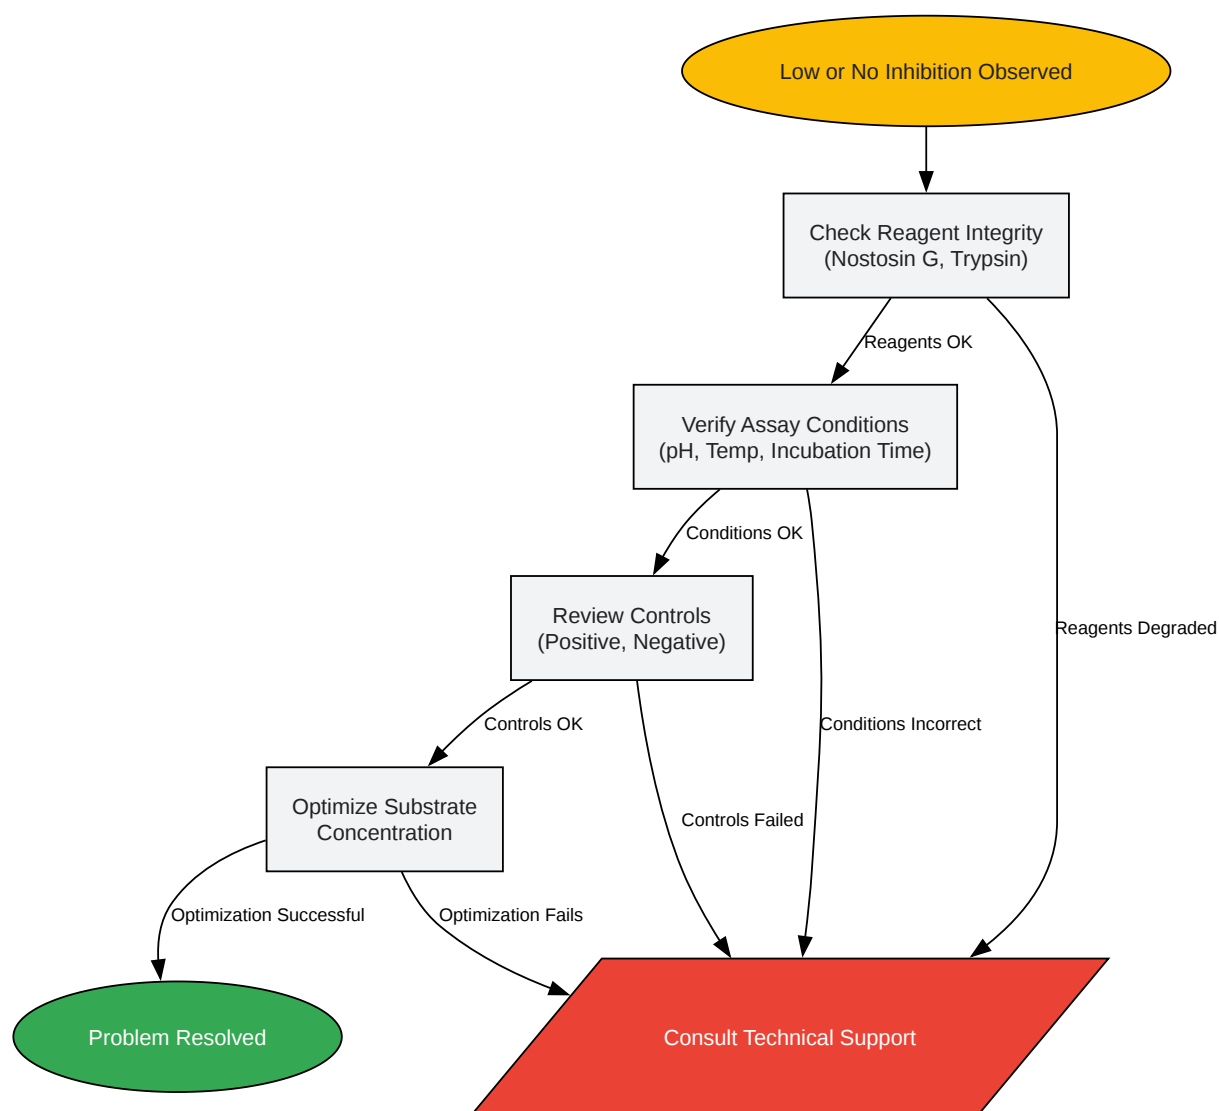 Low or No Inhibition Observed
Check Reagent Integrity
(Nostosin G, Trypsin)
Reagents OK
Verify Assay Conditions
(pH, Temp, Incubation Time)
Conditions OK
Review Controls
(Positive, Negative)
Reagents Degraded
Controls OK
Conditions Incorrect
Optimize Substrate
Concentration
Controls Failed
Optimization Successful
Optimization Fails
Problem Resolved
Consult Technical Support